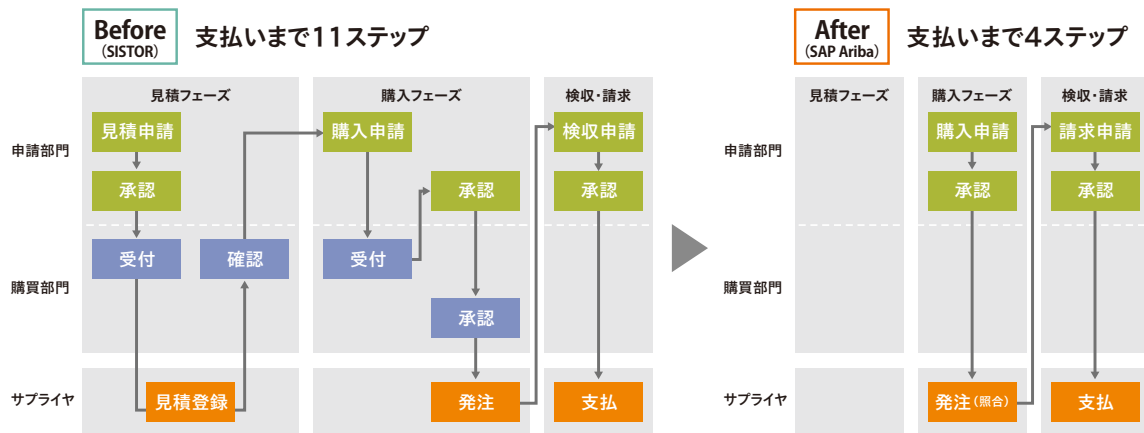 Before
(SISTOR)
支払いまで11ステップ
見積フェーズ
購入フェーズ
検収・請求
申請部門
見積申請
購入申請
検収申請
承認
承認
承認
購買部門
受付
確認
受付
承認
サプライヤ
見積登録
発注
支払
After
(SAP Ariba)
支払いまで4ステップ
見積フェーズ
購入フェーズ
検収・請求
申請部門
購入申請
請求申請
承認
承認
購買部門
サプライヤ
発注(照合)
支払